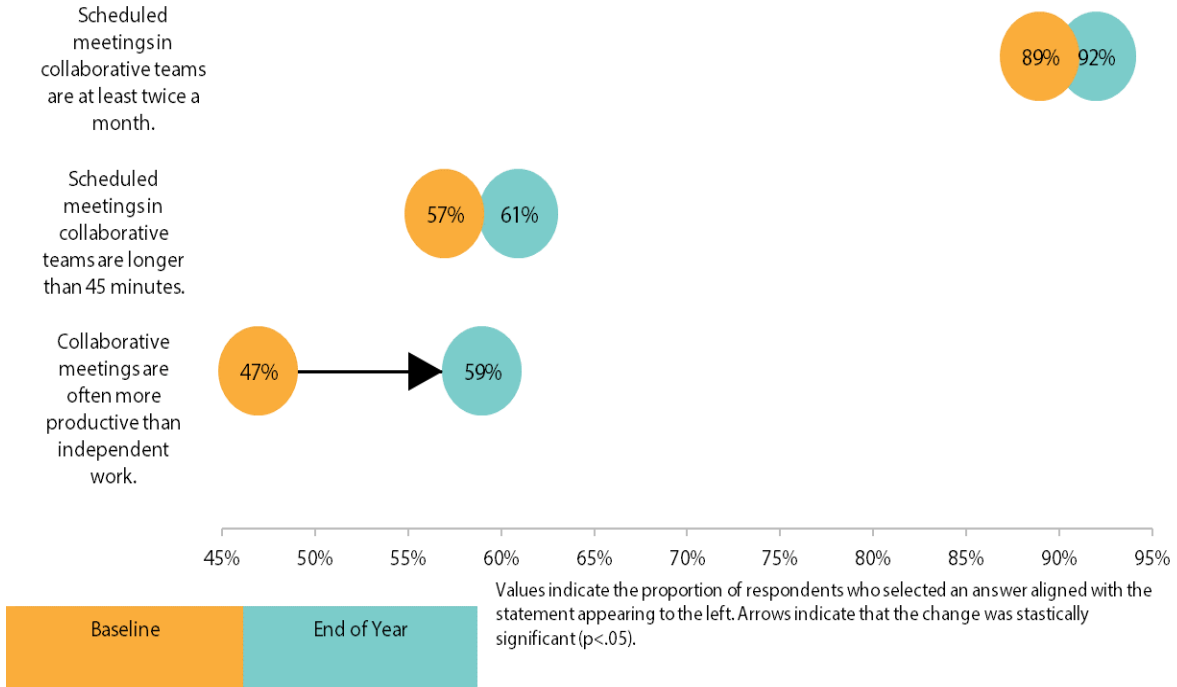 Scheduled
meetings in
collaborative teams
are at least twice a
month.
89%
92%
Scheduled
meetings in
collaborative
teams are longer
than 45 minutes.
57%
61%
Collaborative
meetings are
often more
productive than
independent
work.
47%
59%
45%
50%
55%
60%
65%
70%
75%
80%
85%
90%
95%
Baseline
End of Year
Values indicate the proportion of respondents who selected an answer aligned with the
statement appearing to the left. Arrows indicate that the change was stastically
significant (p<.05).